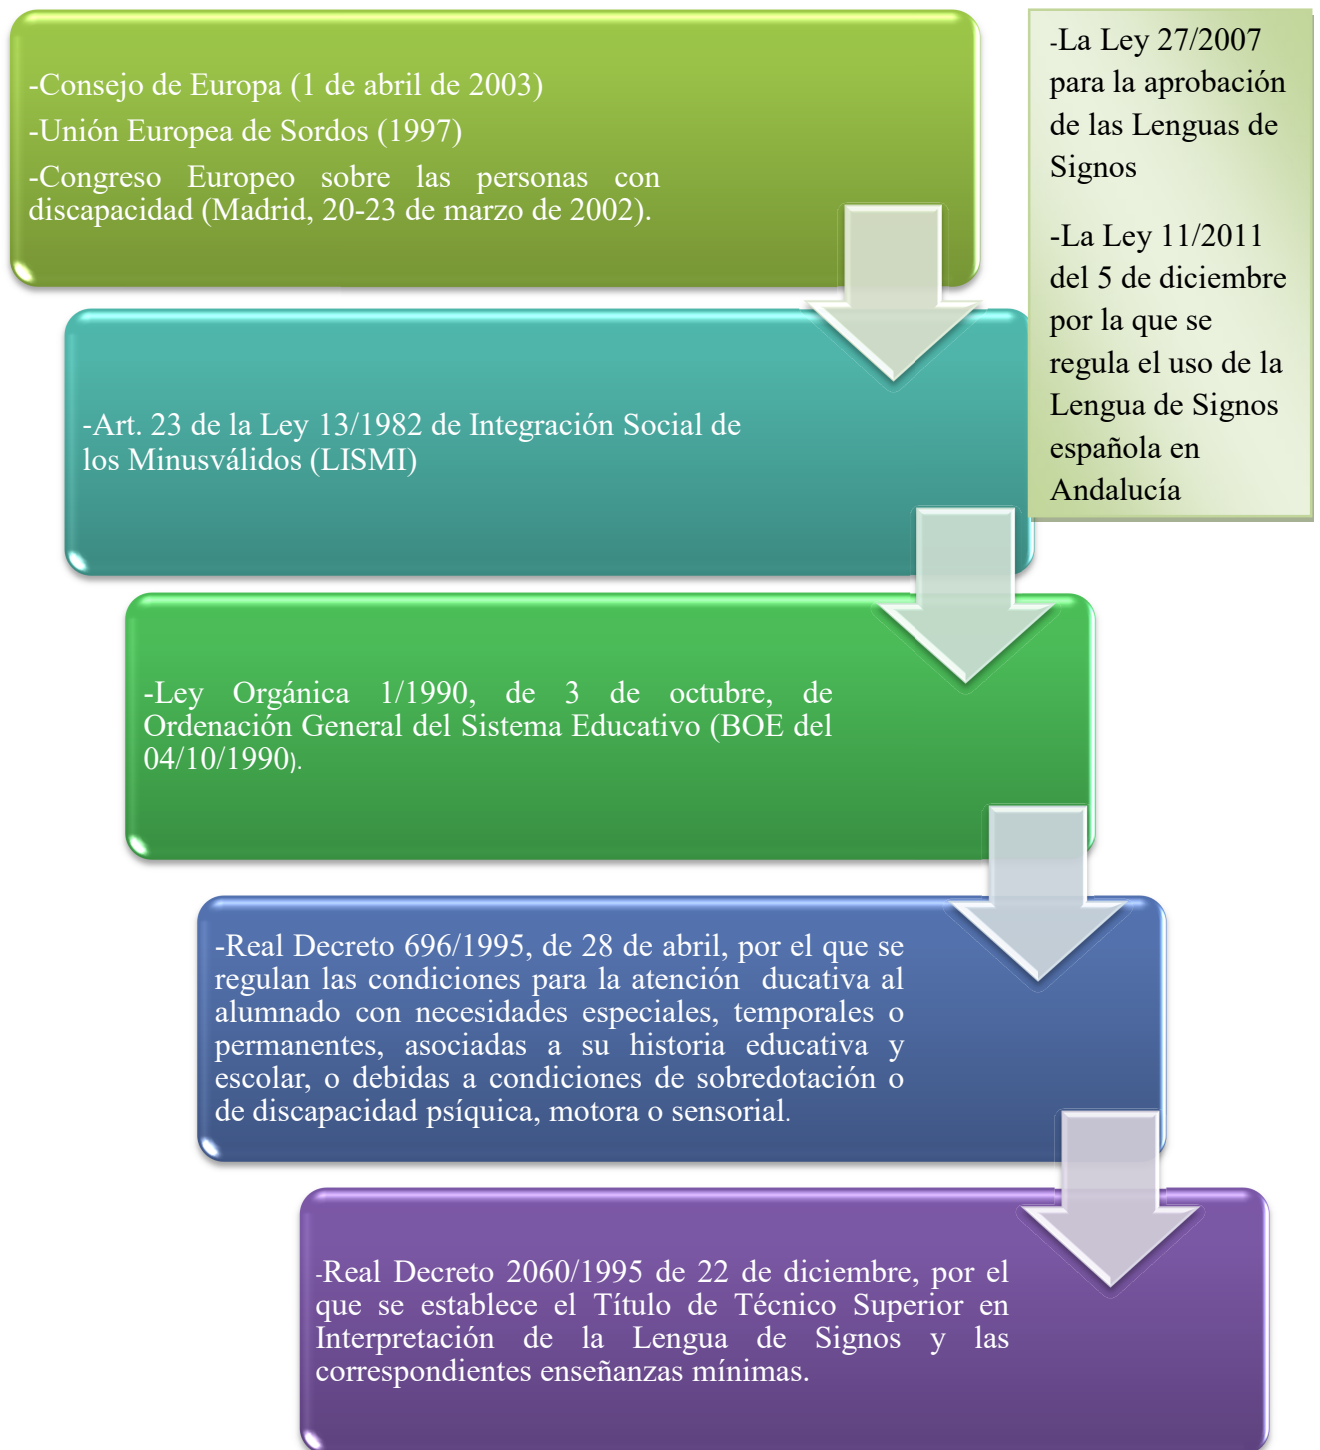 -Consejo de Europa (1 de abril de 2003)
-Unión Europea de Sordos (1997)
-Congreso Europeo sobre las personas con
discapacidad (Madrid, 20-23 de marzo de 2002).
-La Ley 27/2007
para la aprobación
de las Lenguas de
Signos
-La Ley 11/2011
del 5 de diciembre
por la que se
regula el uso de la
Lengua de Signos
española en
Andalucía
-Art. 23 de la Ley 13/1982 de Integración Social de
los Minusválidos (LISMI)
-Ley Orgánica 1/1990, de 3 de octubre, de
Ordenación General del Sistema Educativo (BOE del
04/10/1990).
-Real Decreto 696/1995, de 28 de abril, por el que se
regulan las condiciones para la atención ducativa al
alumnado con necesidades especiales, temporales o
permanentes, asociadas a su historia educativa y
escolar, o debidas a condiciones de sobredotación o
de discapacidad psíquica, motora o sensorial.
-Real Decreto 2060/1995 de 22 de diciembre, por el
que se establece el Título de Técnico Superior en
Interpretación de la Lengua de Signos y las
correspondientes enseñanzas mínimas.